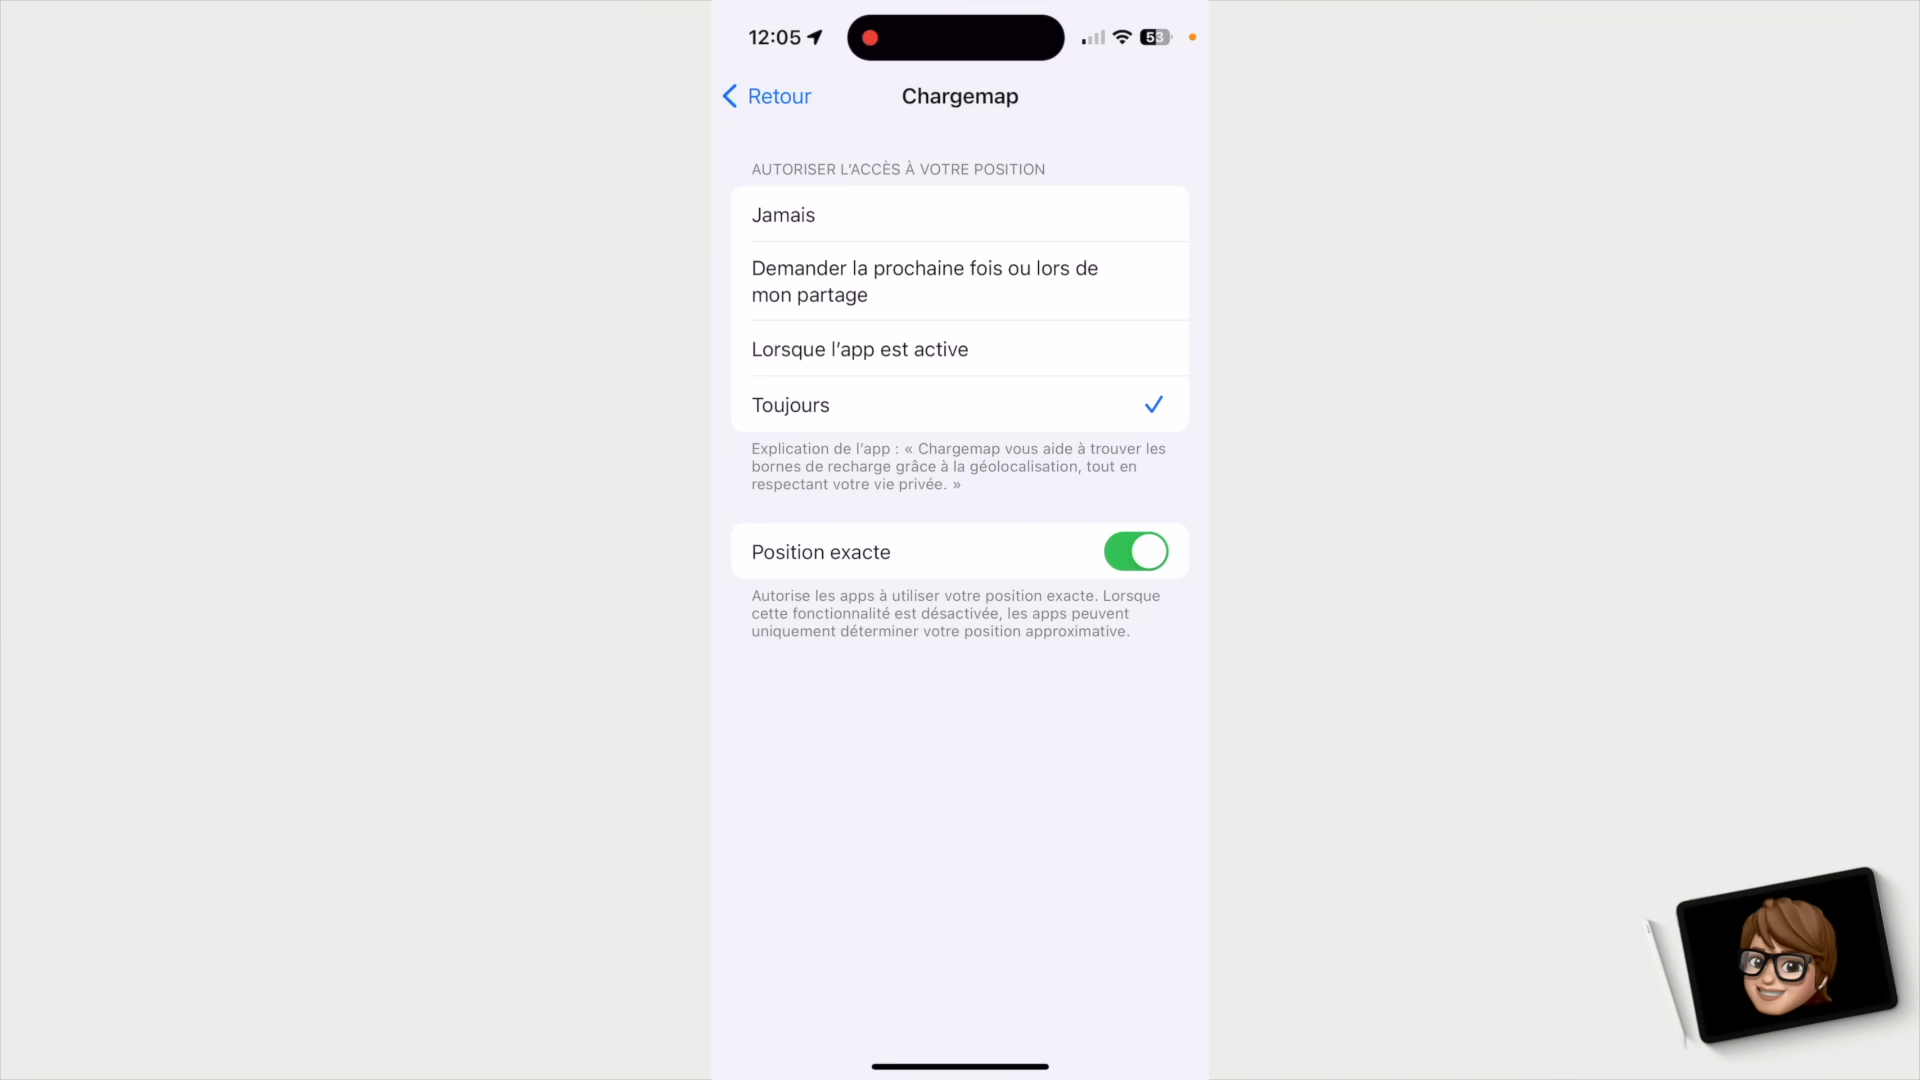 12:05
53
Retour
Chargemap
AUTORISER L’ACCÈS À VOTRE POSITION
Jamais
Demander la prochaine fois ou lors de
mon partage
Lorsque l’app est active
Toujours
Explication de l’app : « Chargemap vous aide à trouver les
bornes de recharge grâce à la géolocalisation, tout en
respectant votre vie privée. »
Position exacte
Autorise les apps à utiliser votre position exacte. Lorsque
cette fonctionnalité est désactivée, les apps peuvent
uniquement déterminer votre position approximative.